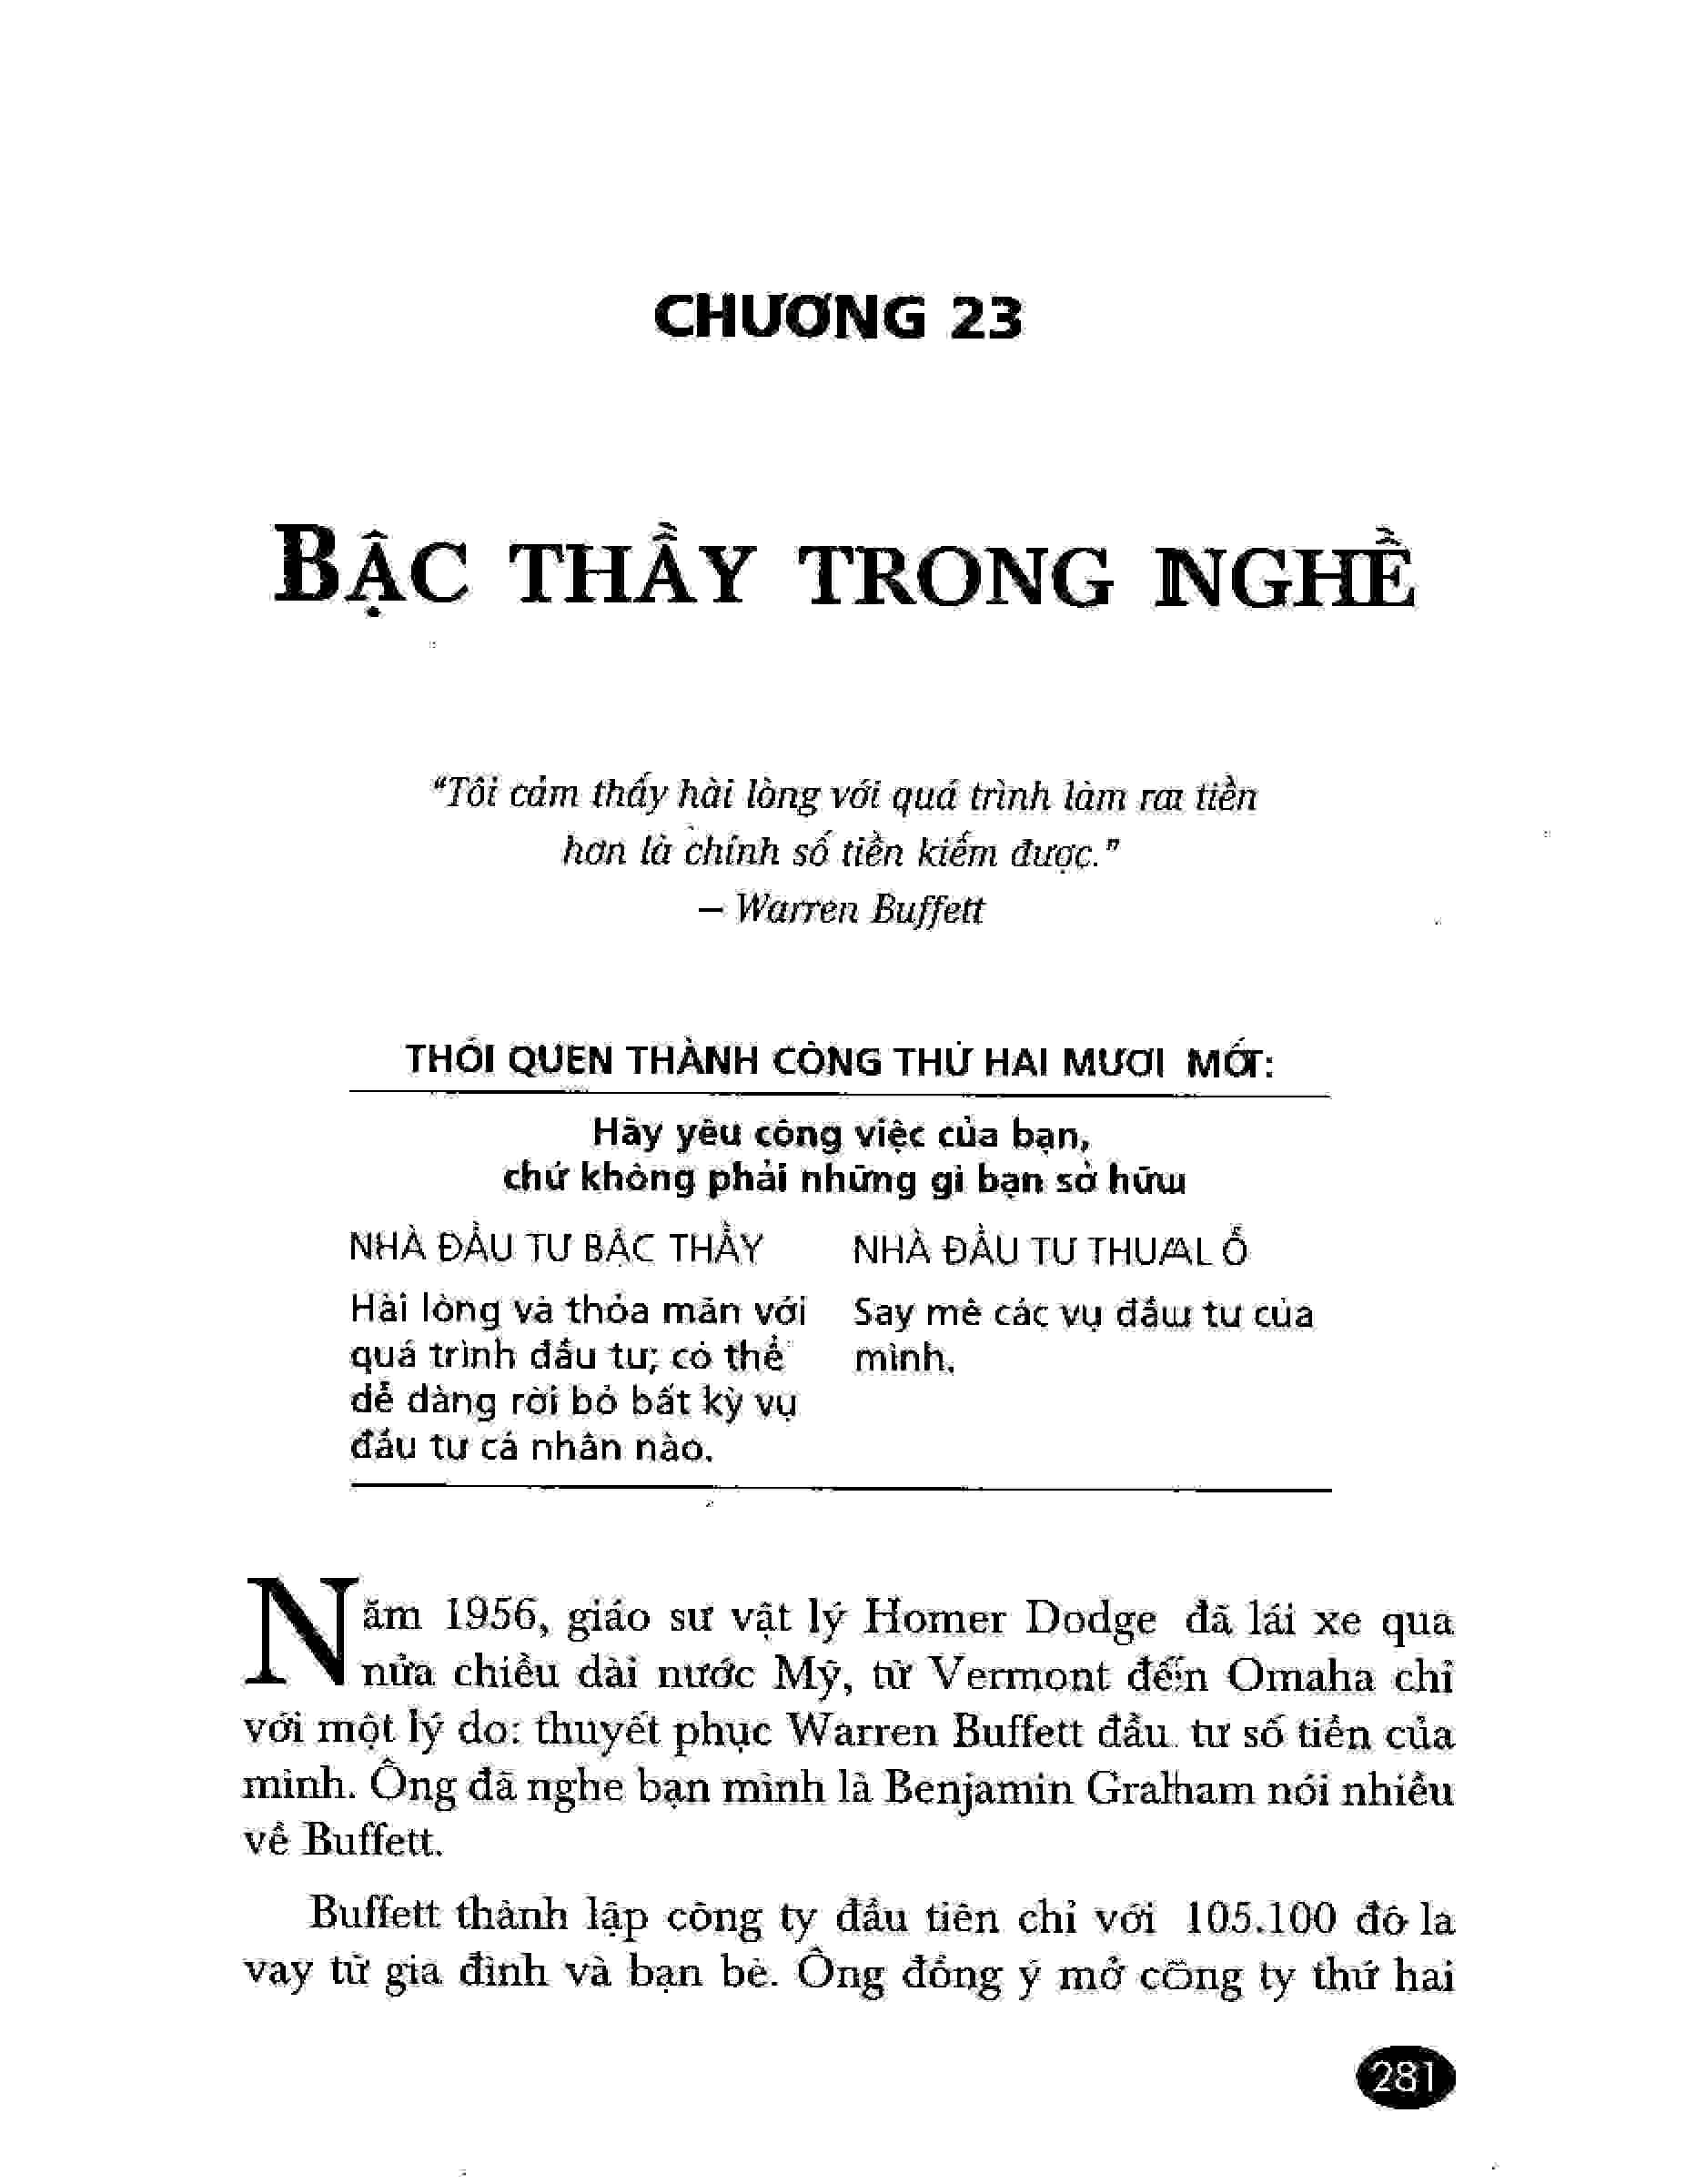 CHƯƠNG 23
BẬC THẦY TRONG NGHỀ
“Tôi cảm thấy hài lòng với quá trình làm ra tiền
hơn là chính số tiền kiếm được.”
– Warren Buffett
THÓI QUEN THÀNH CÔNG THỨ HAI MƯƠI MỐT:
Hãy yêu công việc của bạn,
chứ không phải những gì bạn sở hữu
NHÀ ĐẦU TƯ BẬC THẦY
Hài lòng và thỏa mãn với
quá trình đầu tư; có thể
dễ dàng rời bỏ bất kỳ vụ
đầu tư cá nhân nào.
NHÀ ĐẦU TƯ THUA LỖ
Say mê các vụ đầu tư của
mình.
Năm 1956, giáo sư vật lý Homer Dodge đã lái xe qua
nửa chiều dài nước Mỹ, từ Vermont đến Omaha chỉ
với một lý do: thuyết phục Warren Buffett đầu tư số tiền của
mình. Ông đã nghe bạn mình là Benjamin Graham nói nhiều
về Buffett.
Buffett thành lập công ty đầu tiên chỉ với 105.100 đô la
vay từ gia đình và bạn bè. Ông đồng ý mở công ty thứ hai
281